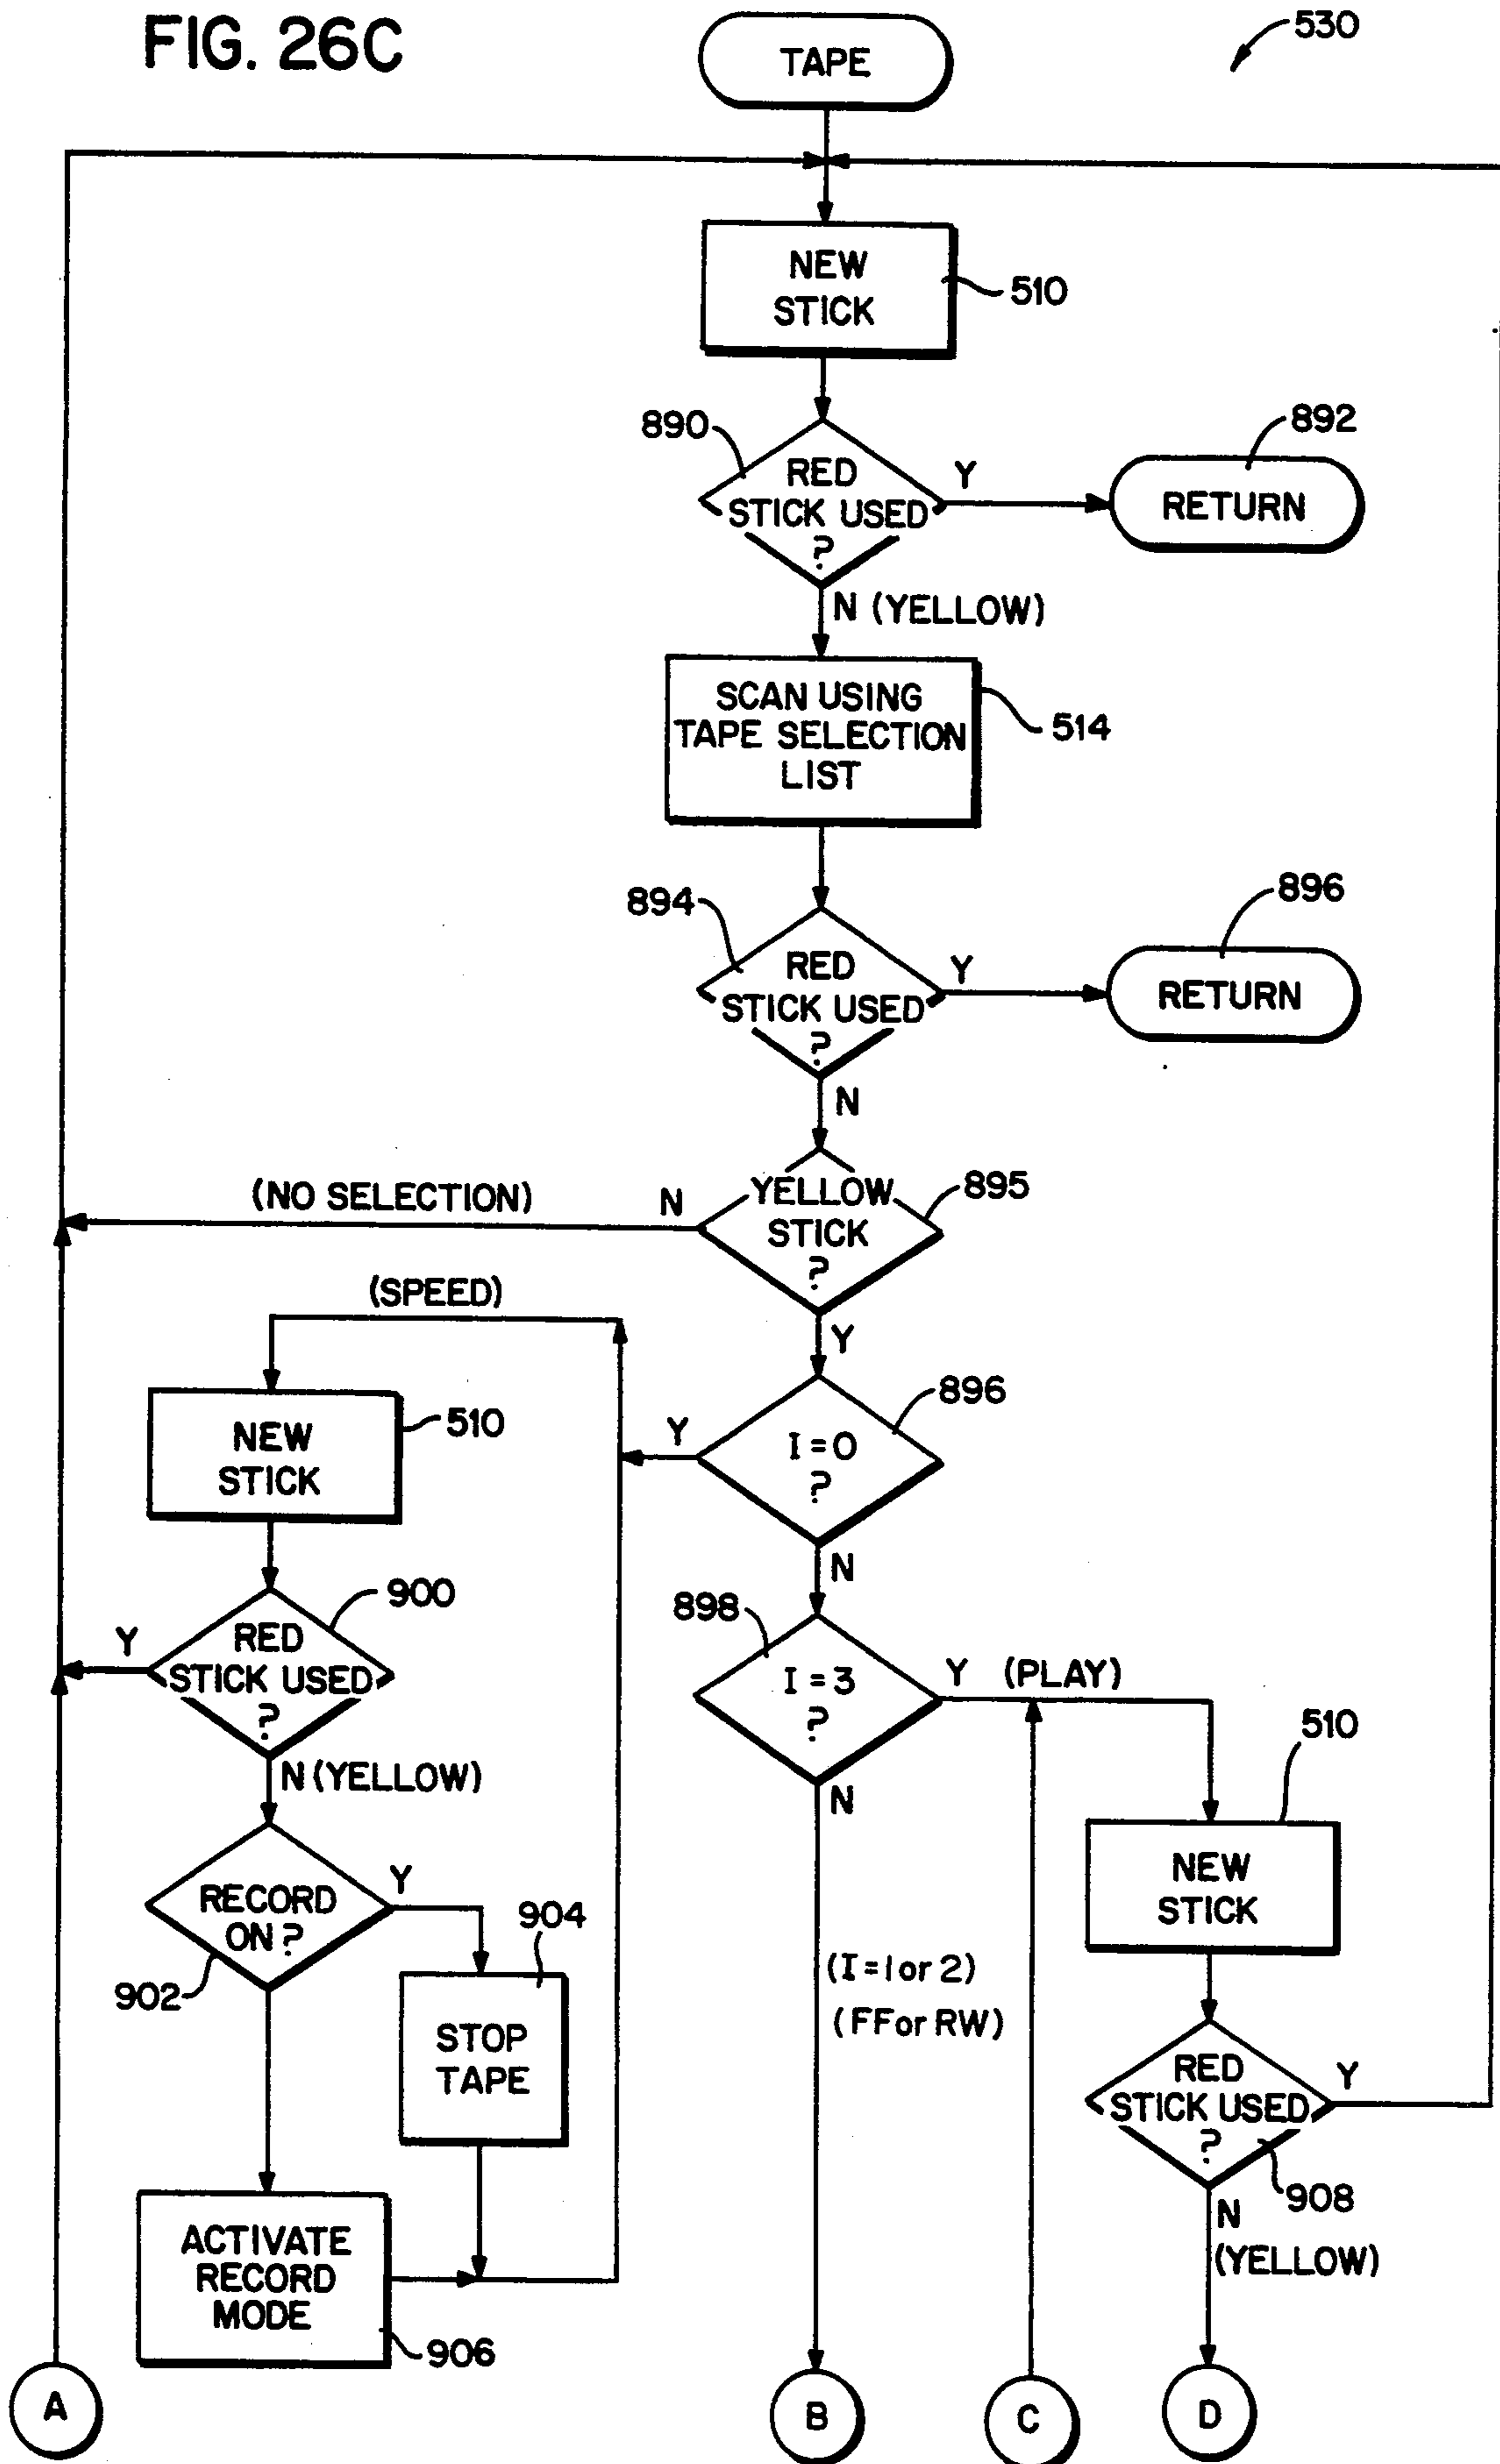 FIG. 26C
TAPE
530
NEW
STICK
510
890
RED
STICK USED
?
Y
892
RETURN
N (YELLOW)
SCAN USING
TAPE SELECTION
LIST
514
894
RED
STICK USED
?
Y
896
RETURN
N
(NO SELECTION)
N
YELLOW
STICK
?
895
(SPEED)
Y
NEW
STICK
510
Y
I = 0
?
896
N
900
RED
STICK USED
?
Y
N (YELLOW)
898
I = 3
?
Y (PLAY)
N
510
NEW
STICK
RECORD
ON ?
Y
902
904
STOP
TAPE
(I = 1 or 2)
(FF or RW)
RED
STICK USED
?
Y
908
N
(YELLOW)
ACTIVATE
RECORD
MODE
906
A
B
C
D